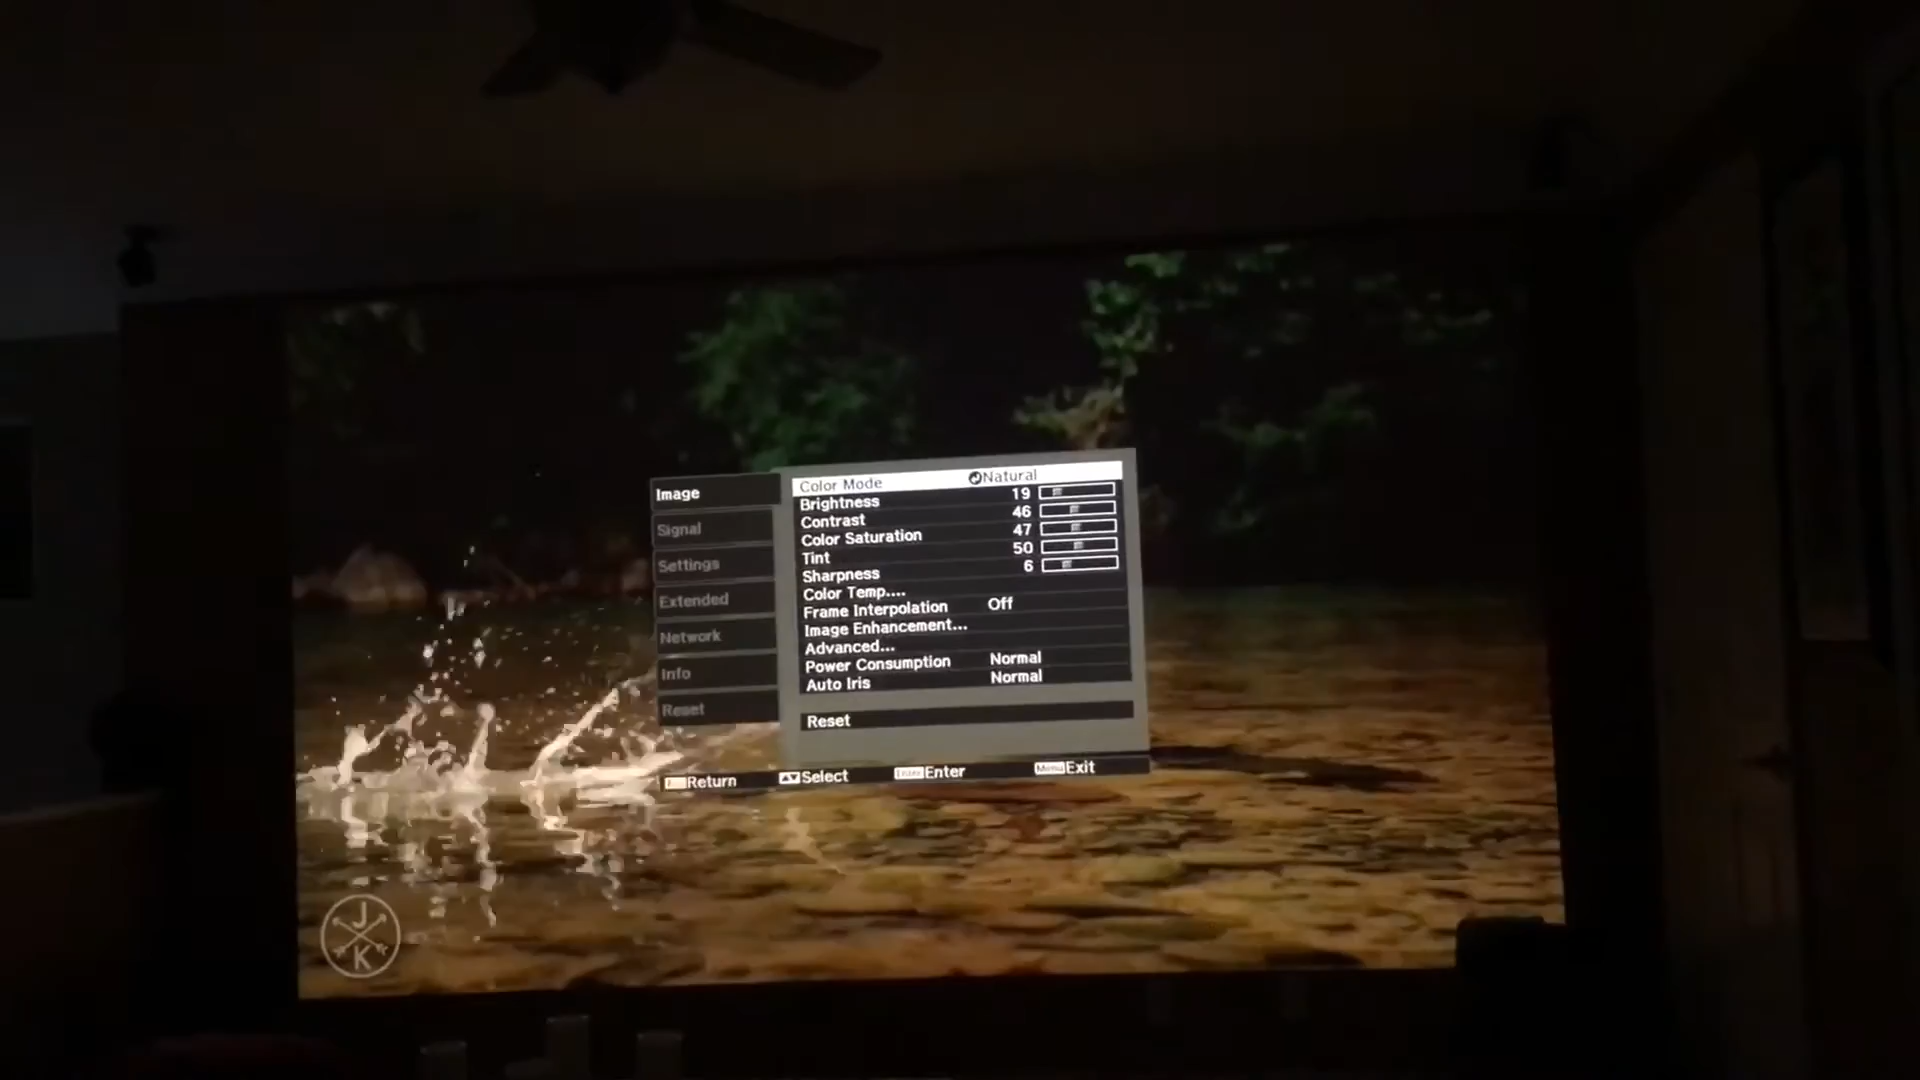 Image
Signal
Settings
Extended
Network
Info
Reset
Color Mode Natural
Brightness 19
Contrast 46
Color Saturation 47
Tint 50
Sharpness 6
Color Temp....
Frame Interpolation Off
Image Enhancement...
Advanced...
Power Consumption Normal
Auto Iris Normal
Reset
Return Select Enter Enter Menu Exit
J
K